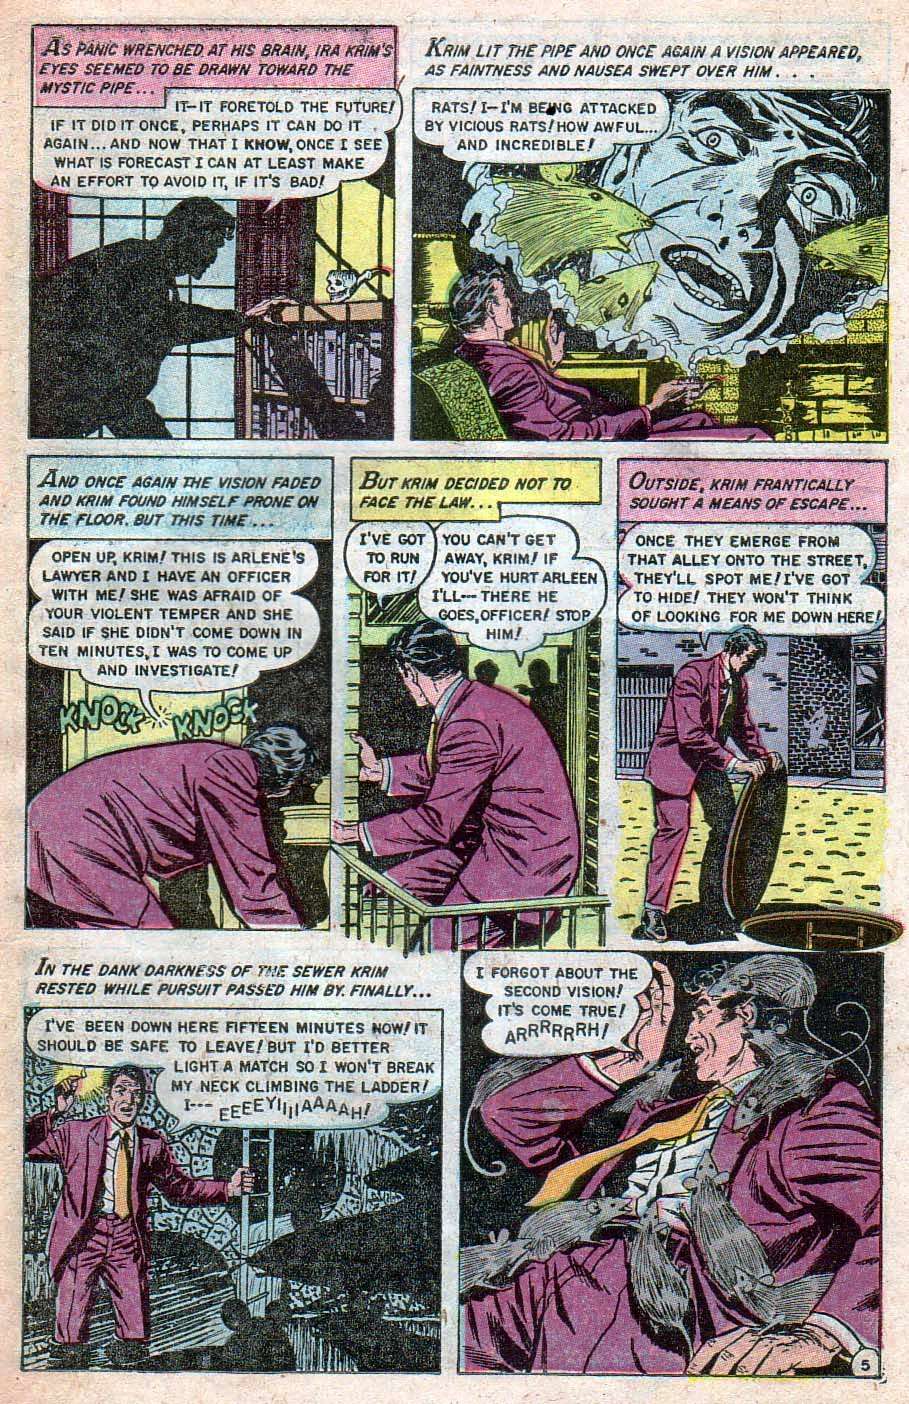 AS PANIC WRENCHED AT HIS BRAIN, IRA KRIM'S
EYES SEEMED TO BE DRAWN TOWARD THE
MYSTIC PIPE...
IT--IT FORETOLD THE FUTURE!
IF IT DID IT ONCE, PERHAPS IT CAN DO IT
AGAIN...AND NOW THAT I KNOW, ONCE I SEE
WHAT IS FORECAST I CAN AT LEAST MAKE
AN EFFORT TO AVOID IT, IF IT'S BAD!
KRIM LIT THE PIPE AND ONCE AGAIN A VISION APPEARED,
AS FAINTNESS AND NAUSEA SWEPT OVER HIM...
RATS! I--I'M BEING ATTACKED
BY VICIOUS RATS! HOW AWFUL...
AND INCREDIBLE!
AND ONCE AGAIN THE VISION FADED
AND KRIM FOUND HIMSELF PRONE ON
THE FLOOR. BUT THIS TIME...
OPEN UP, KRIM! THIS IS ARLENE'S
LAWYER AND I HAVE AN OFFICER
WITH ME! SHE WAS AFRAID OF
YOUR VIOLENT TEMPER AND SHE
SAID IF SHE DIDN'T COME DOWN IN
TEN MINUTES, I WAS TO COME UP
AND INVESTIGATE!
KNOCK KNOCK
BUT KRIM DECIDED NOT TO
FACE THE LAW...
I'VE GOT
TO RUN
FOR IT!
YOU CAN'T GET
AWAY, KRIM! IF
YOU'VE HURT ARLEEN
I'LL--- THERE HE
GOES, OFFICER! STOP
HIM!
OUTSIDE, KRIM FRANTICALLY
SOUGHT A MEANS OF ESCAPE...
ONCE THEY EMERGE FROM
THAT ALLEY ONTO THE STREET,
THEY'LL SPOT ME! I'VE GOT
TO HIDE! THEY WON'T THINK
OF LOOKING FOR ME DOWN HERE!
IN THE DANK DARKNESS OF THE SEWER KRIM
RESTED WHILE PURSUIT PASSED HIM BY. FINALLY...
I'VE BEEN DOWN HERE FIFTEEN MINUTES NOW! IT
SHOULD BE SAFE TO LEAVE! BUT I'D BETTER
LIGHT A MATCH SO I WON'T BREAK
MY NECK CLIMBING THE LADDER!
I--- EEEEYIIIIAAAAH!
I FORGOT ABOUT THE
SECOND VISION!
IT'S COME TRUE!
ARRRRRRH!
5